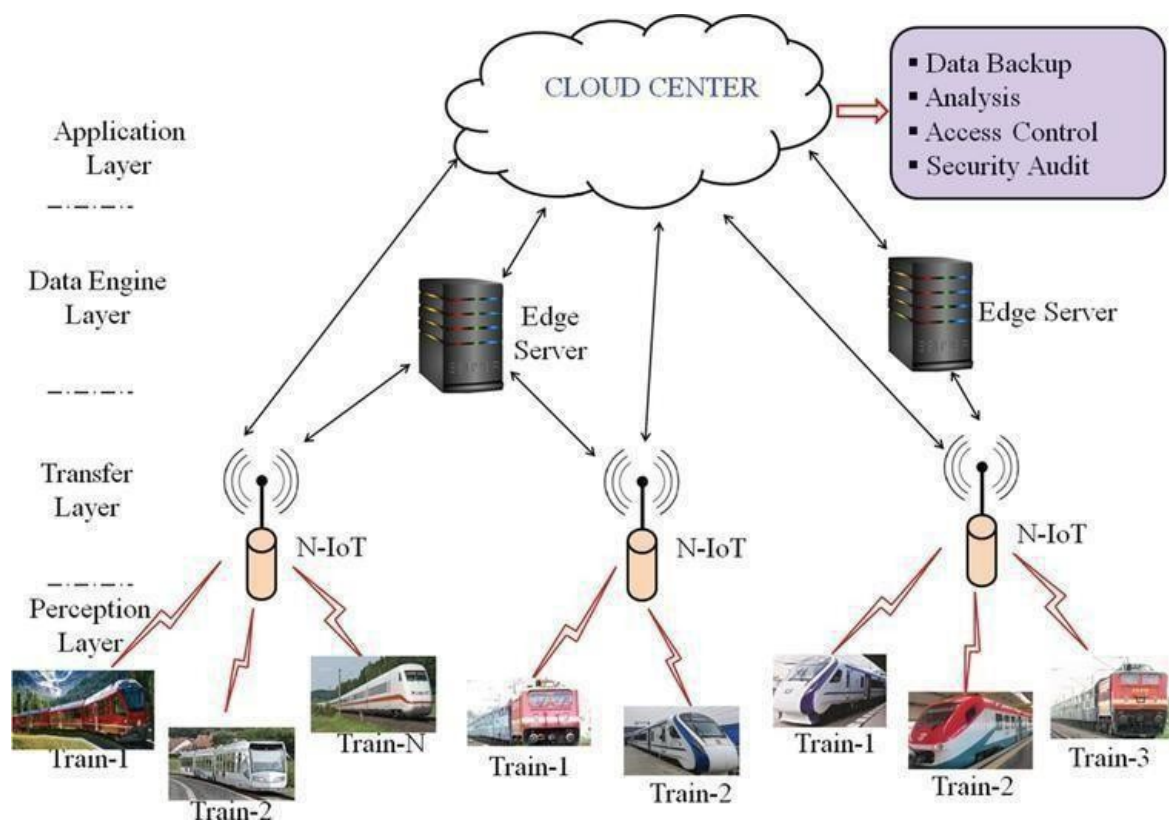 CLOUD CENTER
▪ Data Backup
▪ Analysis
▪ Access Control
▪ Security Audit
Application
Layer
Data Engine
Layer
Edge
Server
Edge Server
Transfer
Layer
N-IoT
N-IoT
N-IoT
Perception
Layer
Train-1
Train-2
Train-N
Train-1
Train-2
Train-1
Train-2
Train-3